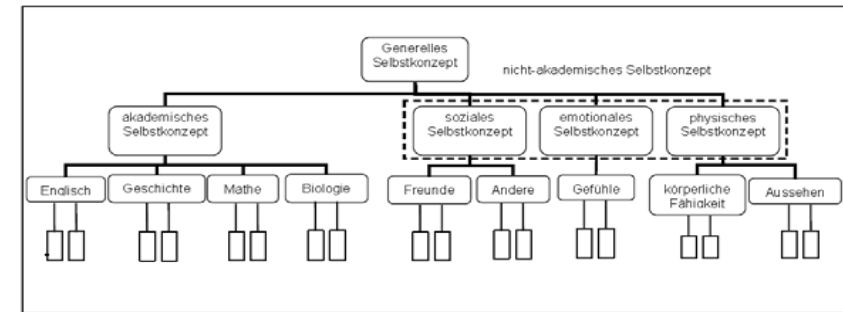 Generelles
Selbstkonzept
nicht-akademisches Selbstkonzept
akademisches
Selbstkonzept
soziales
Selbstkonzept
emotionales
Selbstkonzept
physisches
Selbstkonzept
Englisch
Geschichte
Mathe
Biologie
Freunde
Andere
Gefühle
körperliche
Fähigkeit
Aussehen